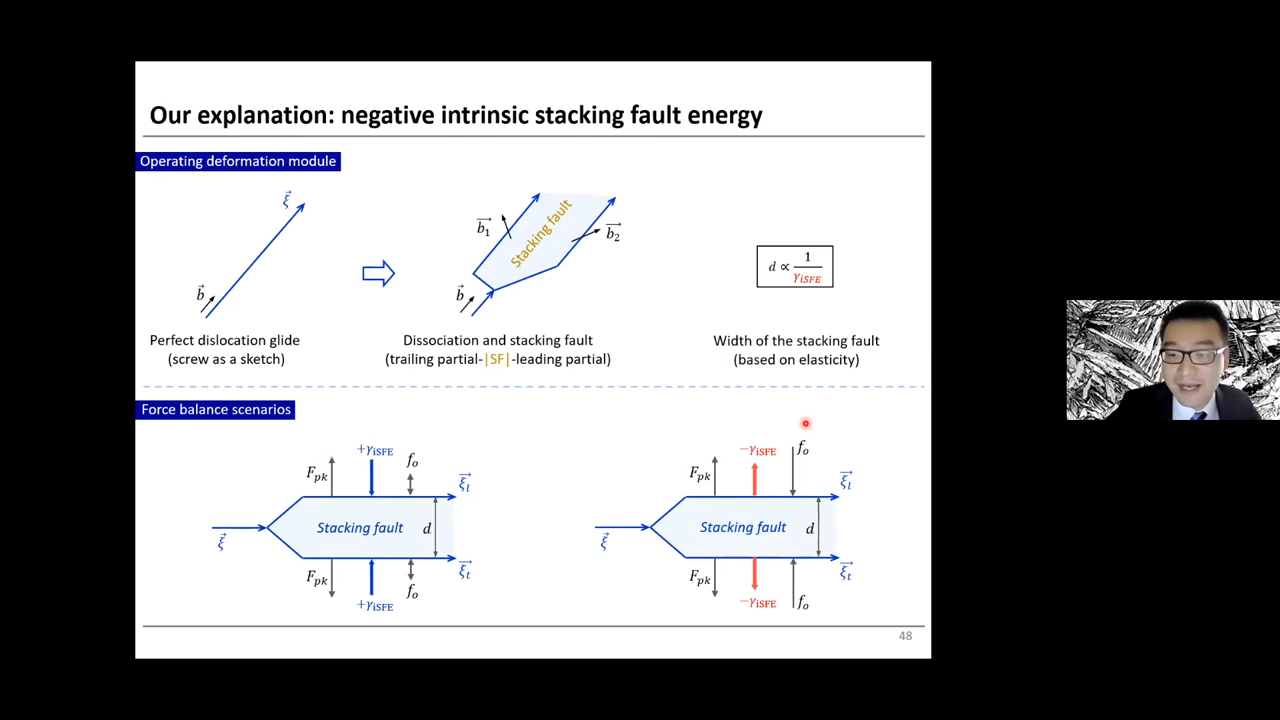 Our explanation: negative intrinsic stacking fault energy
Operating deformation module
ξ⃗
b⃗
Perfect dislocation glide
(screw as a sketch)
b₁⃗
Stacking fault
b₂⃗
b⃗
Dissociation and stacking fault
(trailing partial-|SF|-leading partial)
d ∝ 1/γiSFE
Width of the stacking fault
(based on elasticity)
Force balance scenarios
+γiSFE
Fpk
fo
ξl⃗
Stacking fault
d
ξ⃗
Fpk
fo
ξt⃗
+γiSFE
−γiSFE
Fpk
fo
ξl⃗
Stacking fault
d
ξ⃗
Fpk
ξt⃗
−γiSFE
fo
48